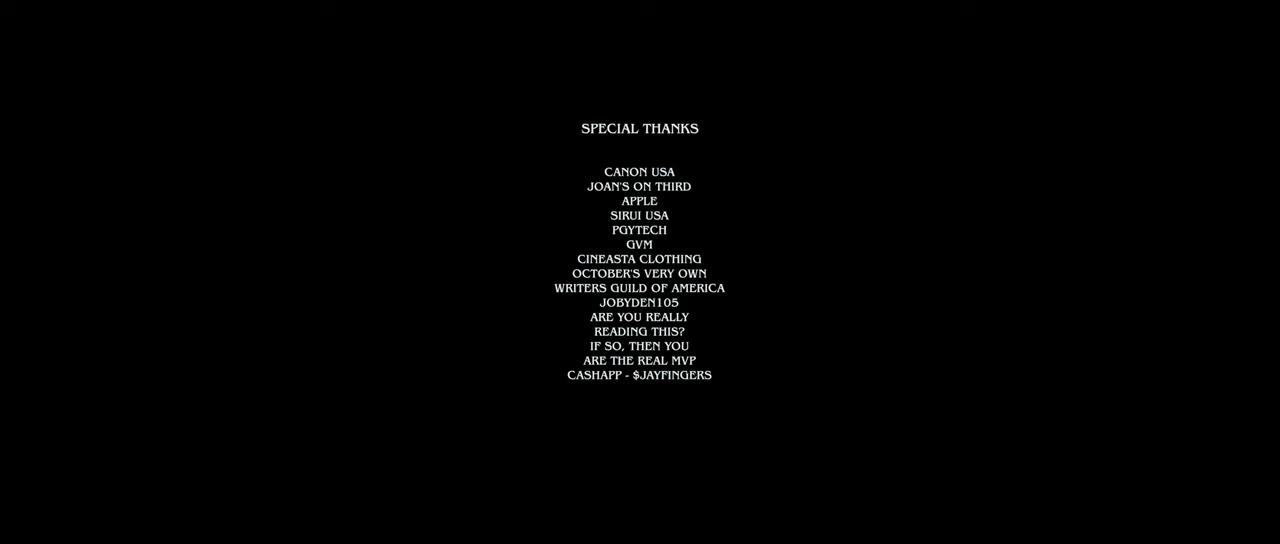 SPECIAL THANKS
CANON USA
JOAN'S ON THIRD
APPLE
SIRUI USA
PGYTECH
GVM
CINEASTA CLOTHING
OCTOBER'S VERY OWN
WRITERS GUILD OF AMERICA
JOBYDEN105
ARE YOU REALLY
READING THIS?
IF SO, THEN YOU
ARE THE REAL MVP
CASHAPP - $JAYFINGERS